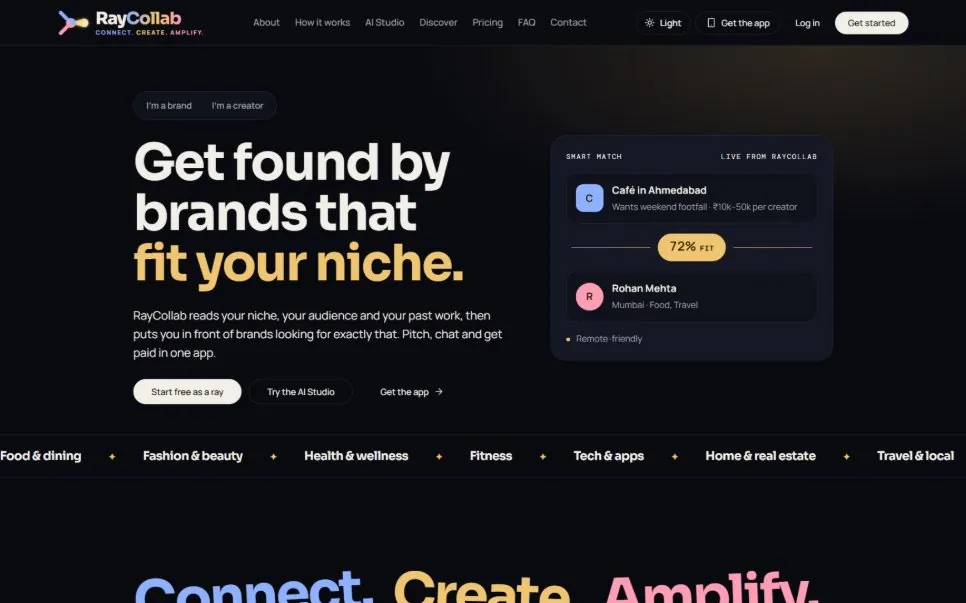 RayCollab
CONNECT. CREATE. AMPLIFY.
About
How it works
AI Studio
Discover
Pricing
FAQ
Contact
Light
Get the app
Log in
Get started
I'm a brand
I'm a creator
Get found by
brands that
fit your niche.
RayCollab reads your niche, your audience and your past work, then
puts you in front of brands looking for exactly that. Pitch, chat and get
paid in one app.
Start free as a ray
Try the AI Studio
Get the app →
SMART MATCH
LIVE FROM RAYCOLLAB
C
Café in Ahmedabad
Wants weekend footfall · ₹10k–50k per creator
72% FIT
R
Rohan Mehta
Mumbai · Food, Travel
Remote-friendly
Food & dining
Fashion & beauty
Health & wellness
Fitness
Tech & apps
Home & real estate
Travel & local
Connect. Create. Amplify.